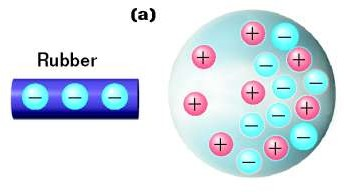 (a)
Rubber
− − −
+ −
+ − +
− −
+ + − +
− −
+ − +
−